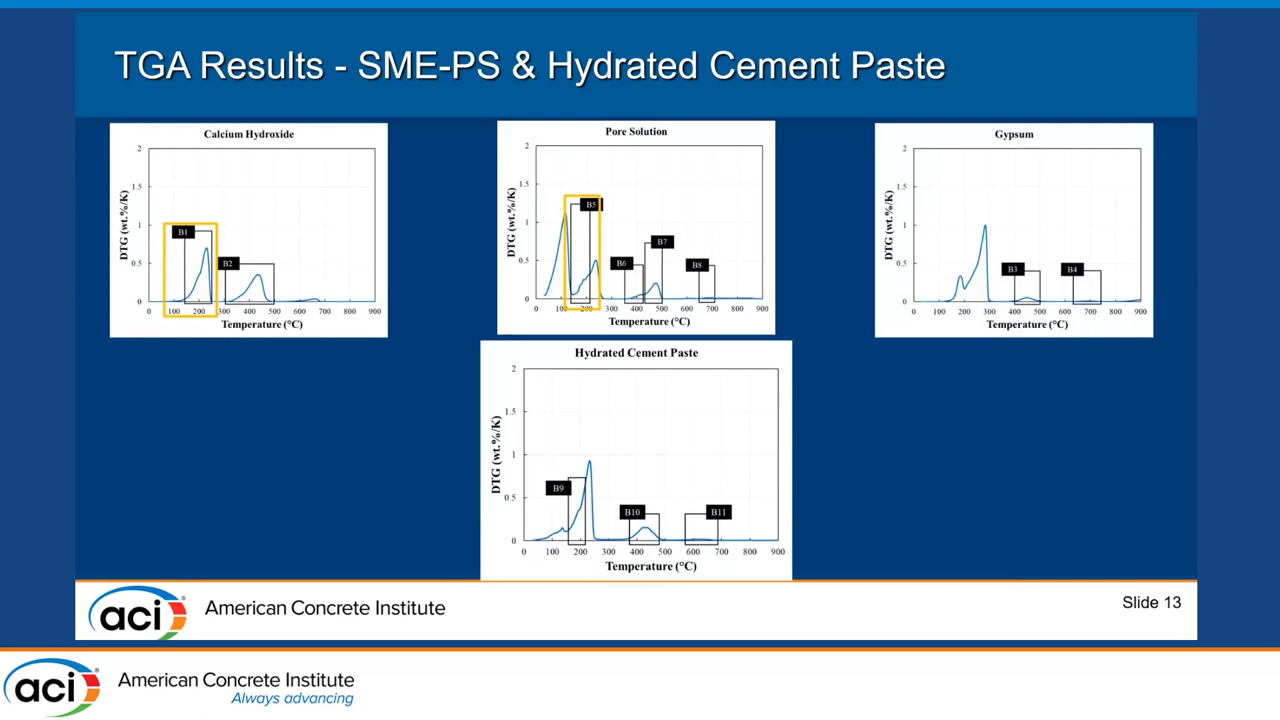 TGA Results - SME-PS & Hydrated Cement Paste
Calcium Hydroxide
DTG (wt.%/K)
2
1.5
1
0.5
0
B1
B2
0 100 200 300 400 500 600 700 800 900
Temperature (°C)
Pore Solution
DTG (wt.%/K)
2
1.5
1
0.5
0
B5
B6
B7
B8
0 100 200 300 400 500 600 700 800 900
Temperature (°C)
Gypsum
DTG (wt.%/K)
2
1.5
1
0.5
0
B3
B4
0 100 200 300 400 500 600 700 800 900
Temperature (°C)
Hydrated Cement Paste
DTG (wt.%/K)
2
1.5
1
0.5
0
B9
B10
B11
0 100 200 300 400 500 600 700 800 900
Temperature (°C)
aci® American Concrete Institute
Slide 13
aci® American Concrete Institute
Always advancing